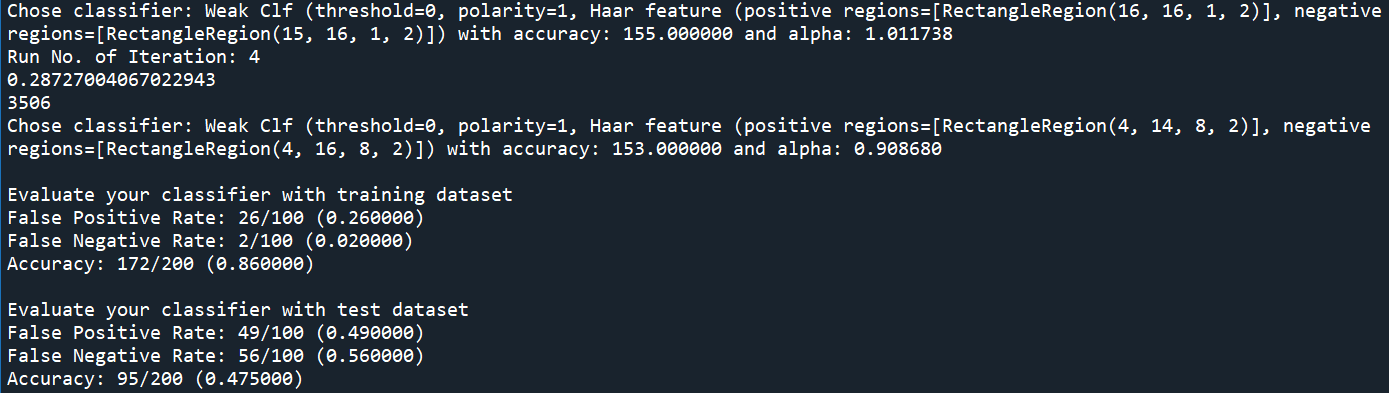 Chose classifier: Weak Clf (threshold=0, polarity=1, Haar feature (positive regions=[RectangleRegion(16, 16, 1, 2)], negative
regions=[RectangleRegion(15, 16, 1, 2)]) with accuracy: 155.000000 and alpha: 1.011738
Run No. of Iteration: 4
0.28727004067022943
3506
Chose classifier: Weak Clf (threshold=0, polarity=1, Haar feature (positive regions=[RectangleRegion(4, 14, 8, 2)], negative
regions=[RectangleRegion(4, 16, 8, 2)]) with accuracy: 153.000000 and alpha: 0.908680
Evaluate your classifier with training dataset
False Positive Rate: 26/100 (0.260000)
False Negative Rate: 2/100 (0.020000)
Accuracy: 172/200 (0.860000)
Evaluate your classifier with test dataset
False Positive Rate: 49/100 (0.490000)
False Negative Rate: 56/100 (0.560000)
Accuracy: 95/200 (0.475000)